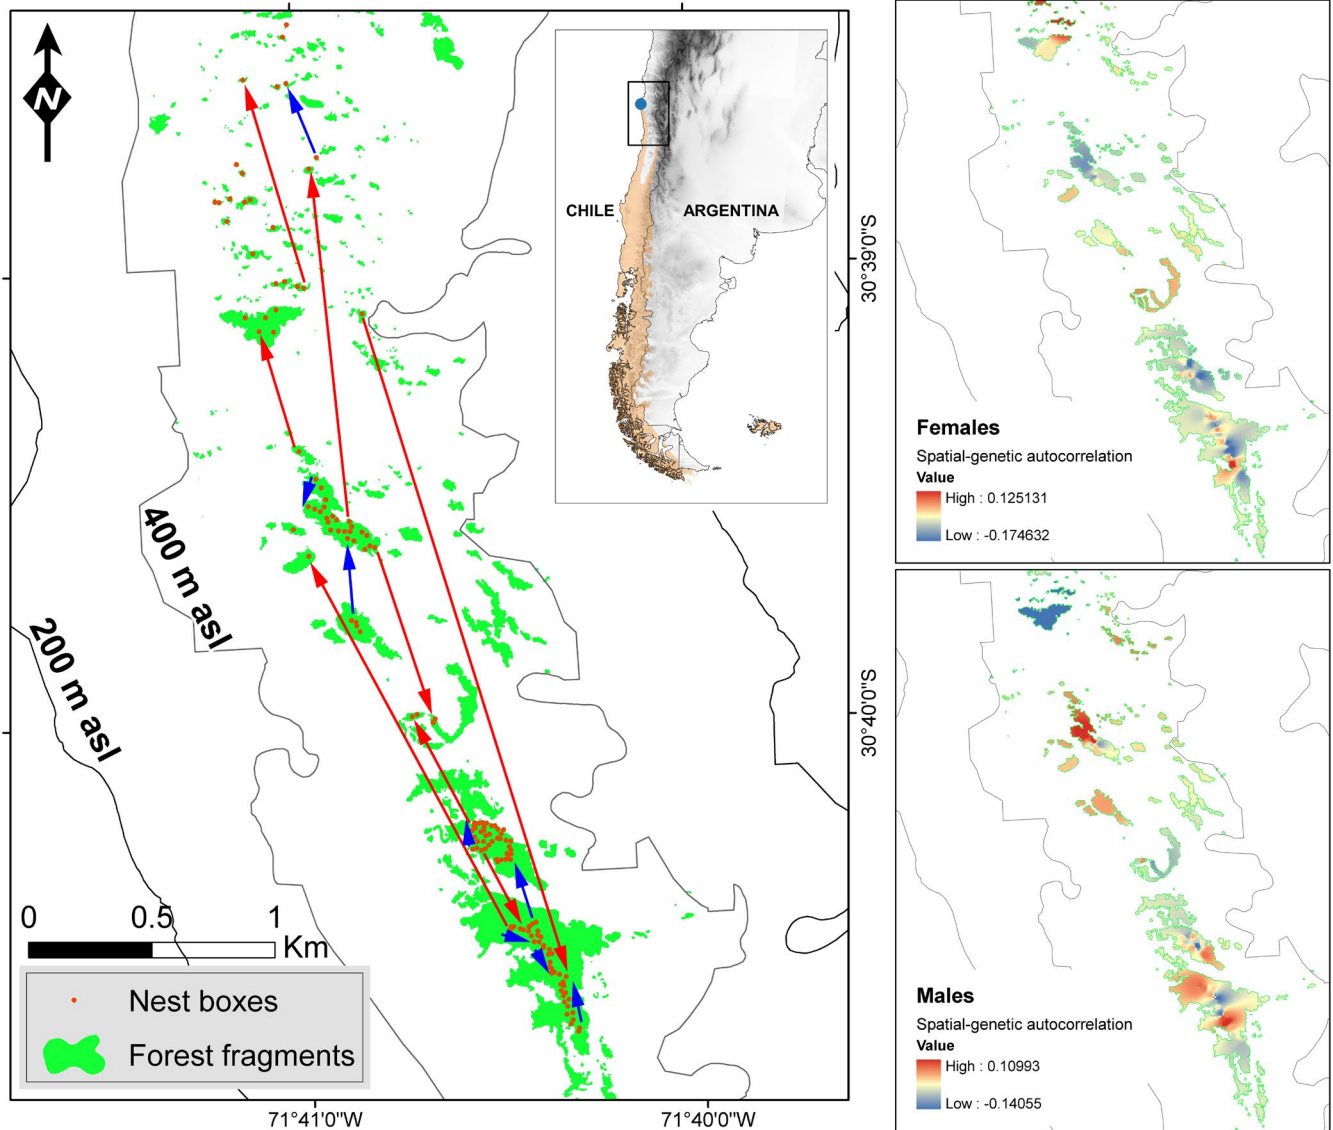 N
CHILE
ARGENTINA
400 m asl
200 m asl
0 0.5 1
Km
Nest boxes
Forest fragments
71°41'0"W
71°40'0"W
30°39'0"S
30°40'0"S
Females
Spatial-genetic autocorrelation
Value
High : 0.125131
Low : -0.174632
Males
Spatial-genetic autocorrelation
Value
High : 0.10993
Low : -0.14055